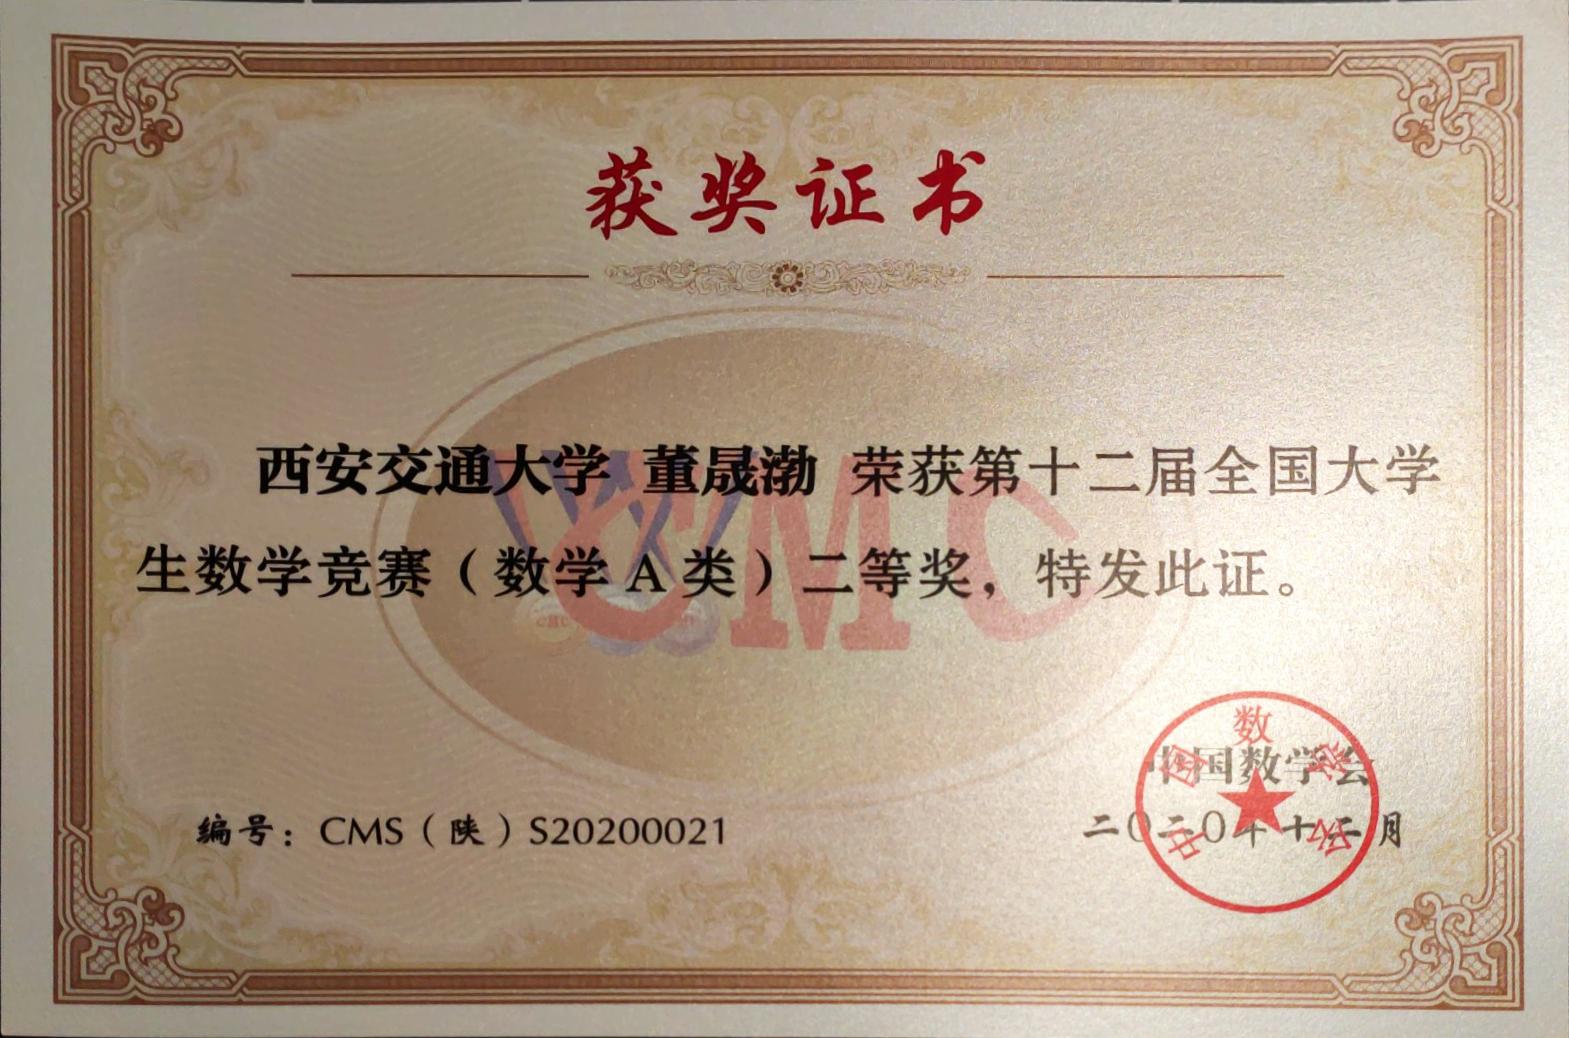 获奖证书
西安交通大学 董晟渤 荣获第十二届全国大学
生数学竞赛（数学A类）二等奖，特发此证。
CMC
中国数学会
编号：CMS（陕）S20200021
二〇二〇年十二月
中国数学会